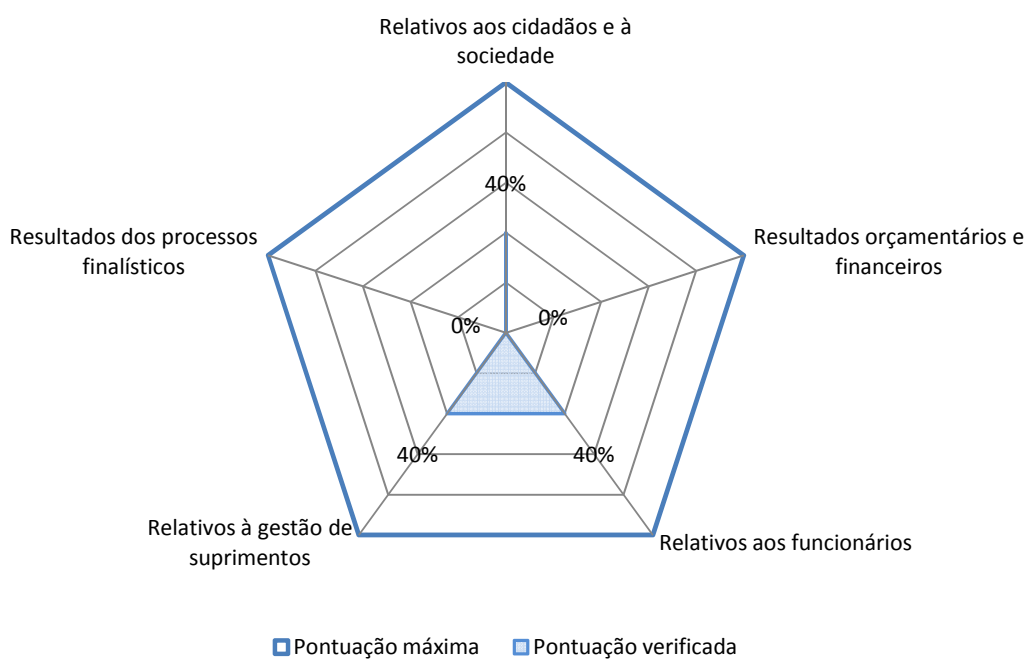 Relativos aos cidadãos e à
sociedade
40%
Resultados dos processos
finalísticos
Resultados orçamentários e
financeiros
0%
0%
40%
40%
Relativos à gestão de
suprimentos
Relativos aos funcionários
Pontuação máxima
Pontuação verificada